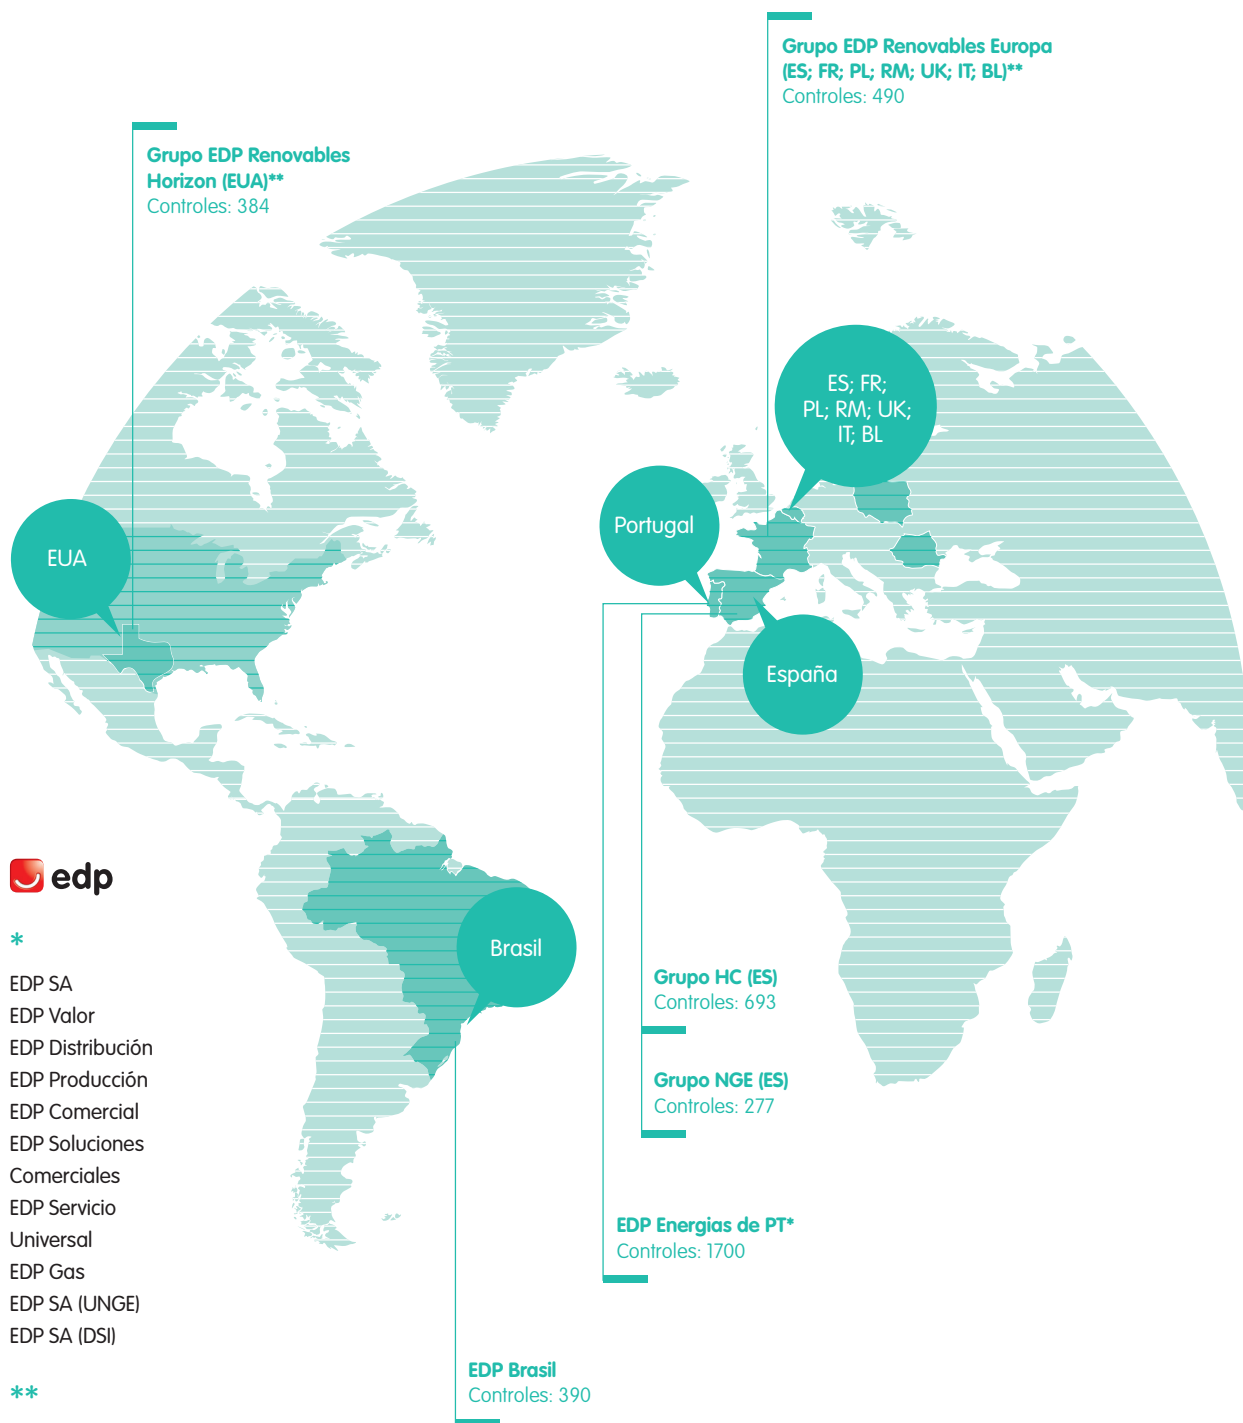 Grupo EDP Renovables Europa
(ES; FR; PL; RM; UK; IT; BL)**
Controles: 490
Grupo EDP Renovables
Horizon (EUA)**
Controles: 384
ES; FR;
PL; RM; UK;
IT; BL
Portugal
EUA
España
edp
Brasil
*
EDP SA
EDP Valor
EDP Distribución
EDP Producción
EDP Comercial
EDP Soluciones
Comerciales
EDP Servicio
Universal
EDP Gas
EDP SA (UNGE)
EDP SA (DSI)
**
Grupo HC (ES)
Controles: 693
Grupo NGE (ES)
Controles: 277
EDP Energias de PT*
Controles: 1700
EDP Brasil
Controles: 390